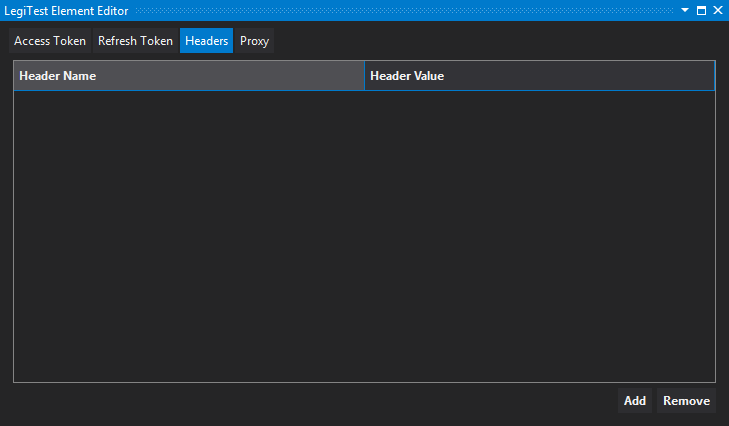 LegiTest Element Editor
Access Token Refresh Token Headers Proxy
Header Name Header Value
Add Remove